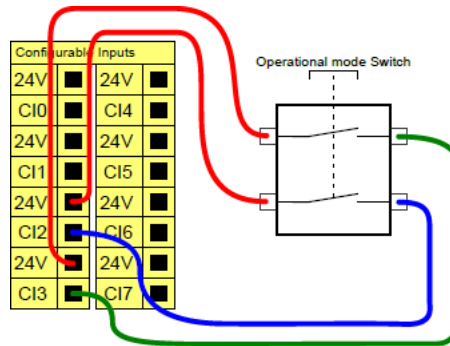 Configurable Inputs
Operational mode Switch
24V 24V
CI0 CI4
24V 24V
CI1 CI5
24V 24V
CI2 CI6
24V 24V
CI3 CI7